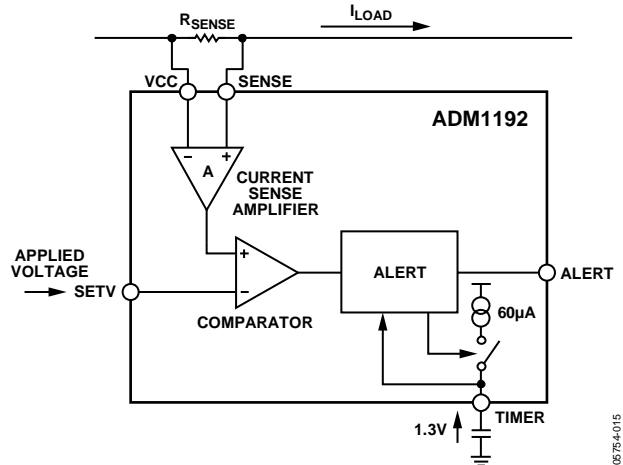 RSENSE
ILOAD
VCC
SENSE
ADM1192
− +
A
CURRENT
SENSE
AMPLIFIER
APPLIED
VOLTAGE
SETV
+
−
COMPARATOR
ALERT
ALERT
60µA
TIMER
1.3V
05754-015